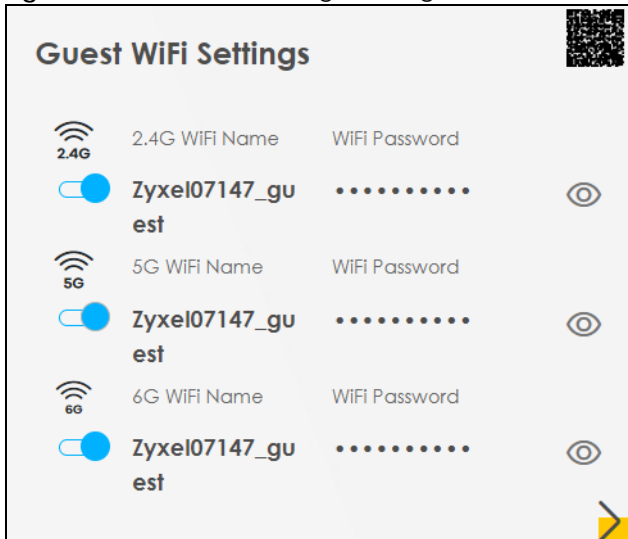 Guest WiFi Settings
2.4G WiFi Name WiFi Password
2.4G
Zyxel07147_gu ••••••••••
est
5G WiFi Name WiFi Password
5G
Zyxel07147_gu ••••••••••
est
6G WiFi Name WiFi Password
6G
Zyxel07147_gu ••••••••••
est